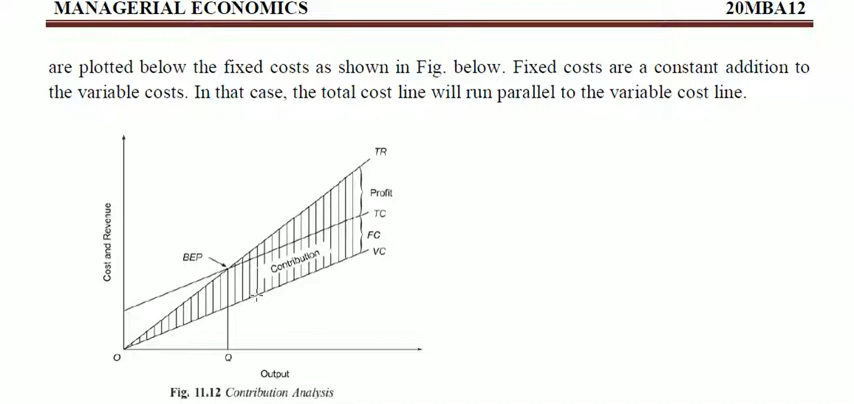 MANAGERIAL ECONOMICS 20MBA12
are plotted below the fixed costs as shown in Fig. below. Fixed costs are a constant addition to
the variable costs. In that case, the total cost line will run parallel to the variable cost line.
TR
Profit
TC
FC
VC
BEP
Contribution
Cost and Revenue
O
Q
Output
Fig. 11.12 Contribution Analysis